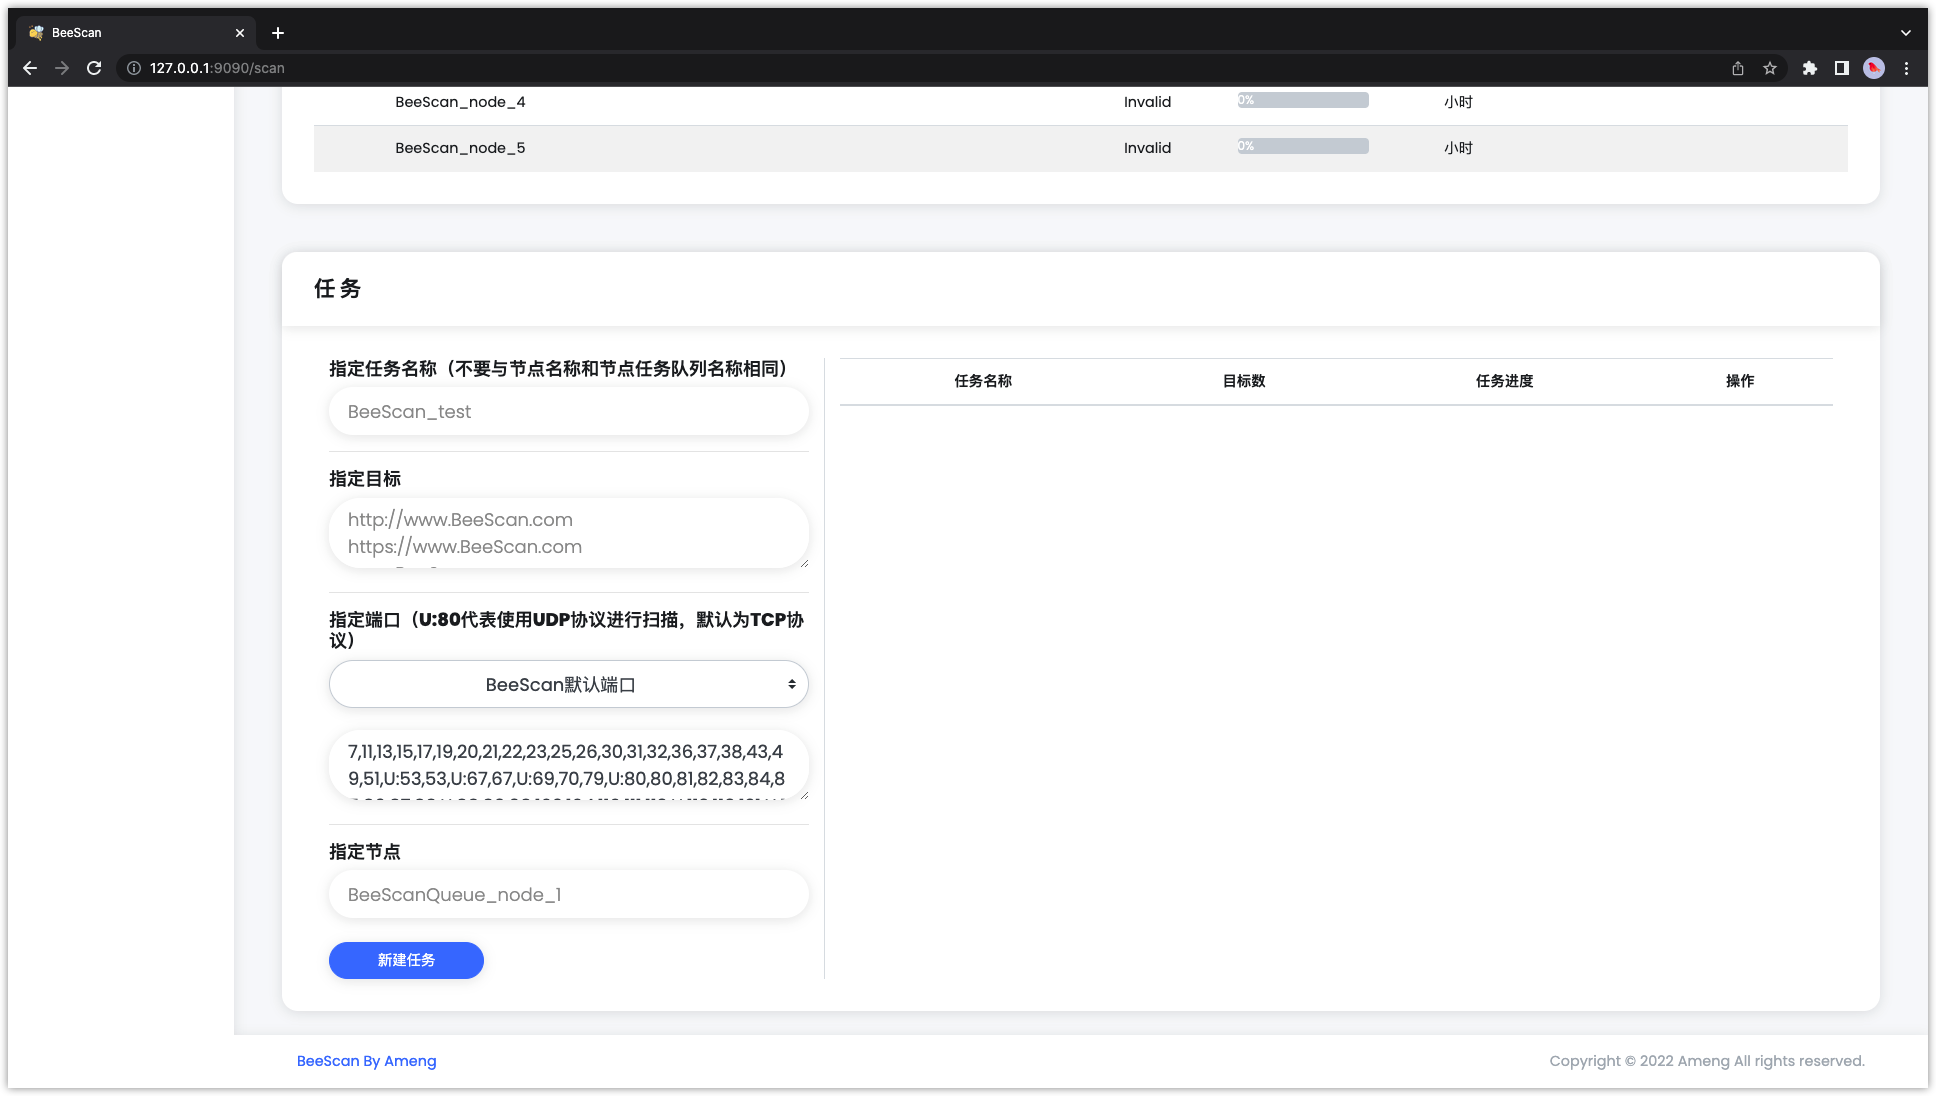 BeeScan
127.0.0.1:9090/scan
BeeScan_node_4 Invalid 0% 小时
BeeScan_node_5 Invalid 0% 小时
任务
指定任务名称（不要与节点名称和节点任务队列名称相同）
BeeScan_test
指定目标
http://www.BeeScan.com
https://www.BeeScan.com
指定端口（U:80代表使用UDP协议进行扫描，默认为TCP协
议）
BeeScan默认端口
7,11,13,15,17,19,20,21,22,23,25,26,30,31,32,36,37,38,43,4
9,51,U:53,53,U:67,67,U:69,70,79,U:80,80,81,82,83,84,8
指定节点
BeeScanQueue_node_1
新建任务
任务名称 目标数 任务进度 操作
BeeScan By Ameng
Copyright © 2022 Ameng All rights reserved.